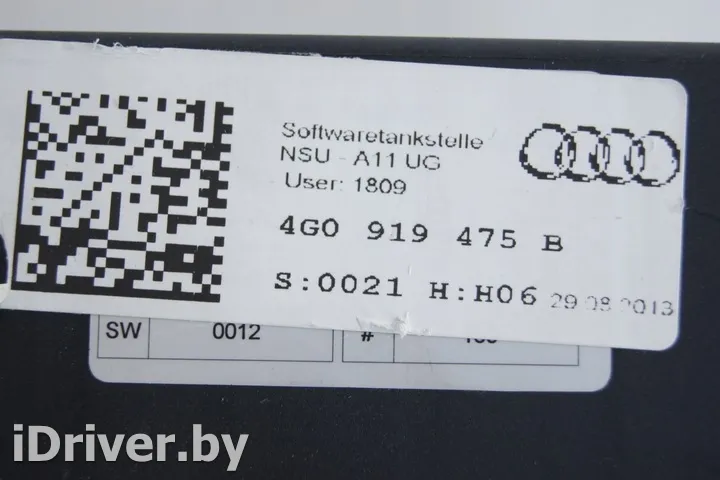 Softwaretankstelle
NSU - A11 UG
User: 1809
4G0 919 475 B
S:0021 H:H06 29.08.2013
SW 0012 #
iDriver.by